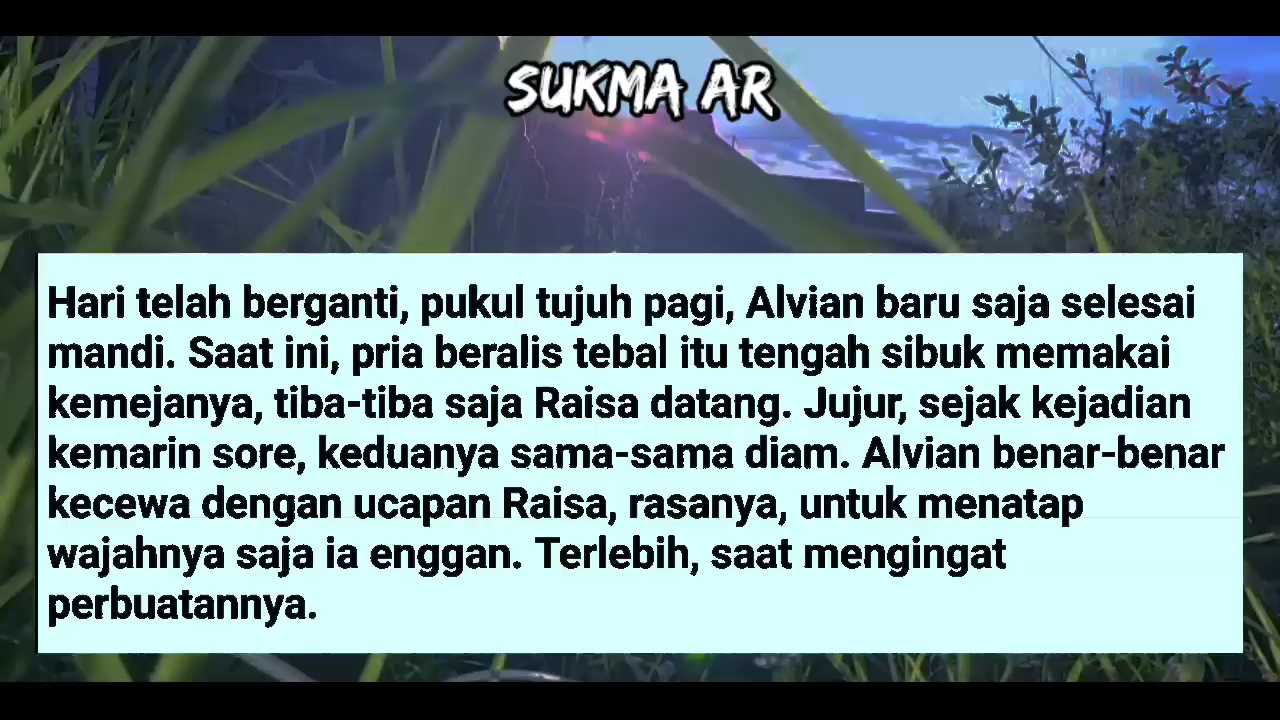 SUKMA AR
Hari telah berganti, pukul tujuh pagi, Alvian baru saja selesai
mandi. Saat ini, pria beralis tebal itu tengah sibuk memakai
kemejanya, tiba-tiba saja Raisa datang. Jujur, sejak kejadian
kemarin sore, keduanya sama-sama diam. Alvian benar-benar
kecewa dengan ucapan Raisa, rasanya, untuk menatap
wajahnya saja ia enggan. Terlebih, saat mengingat
perbuatannya.